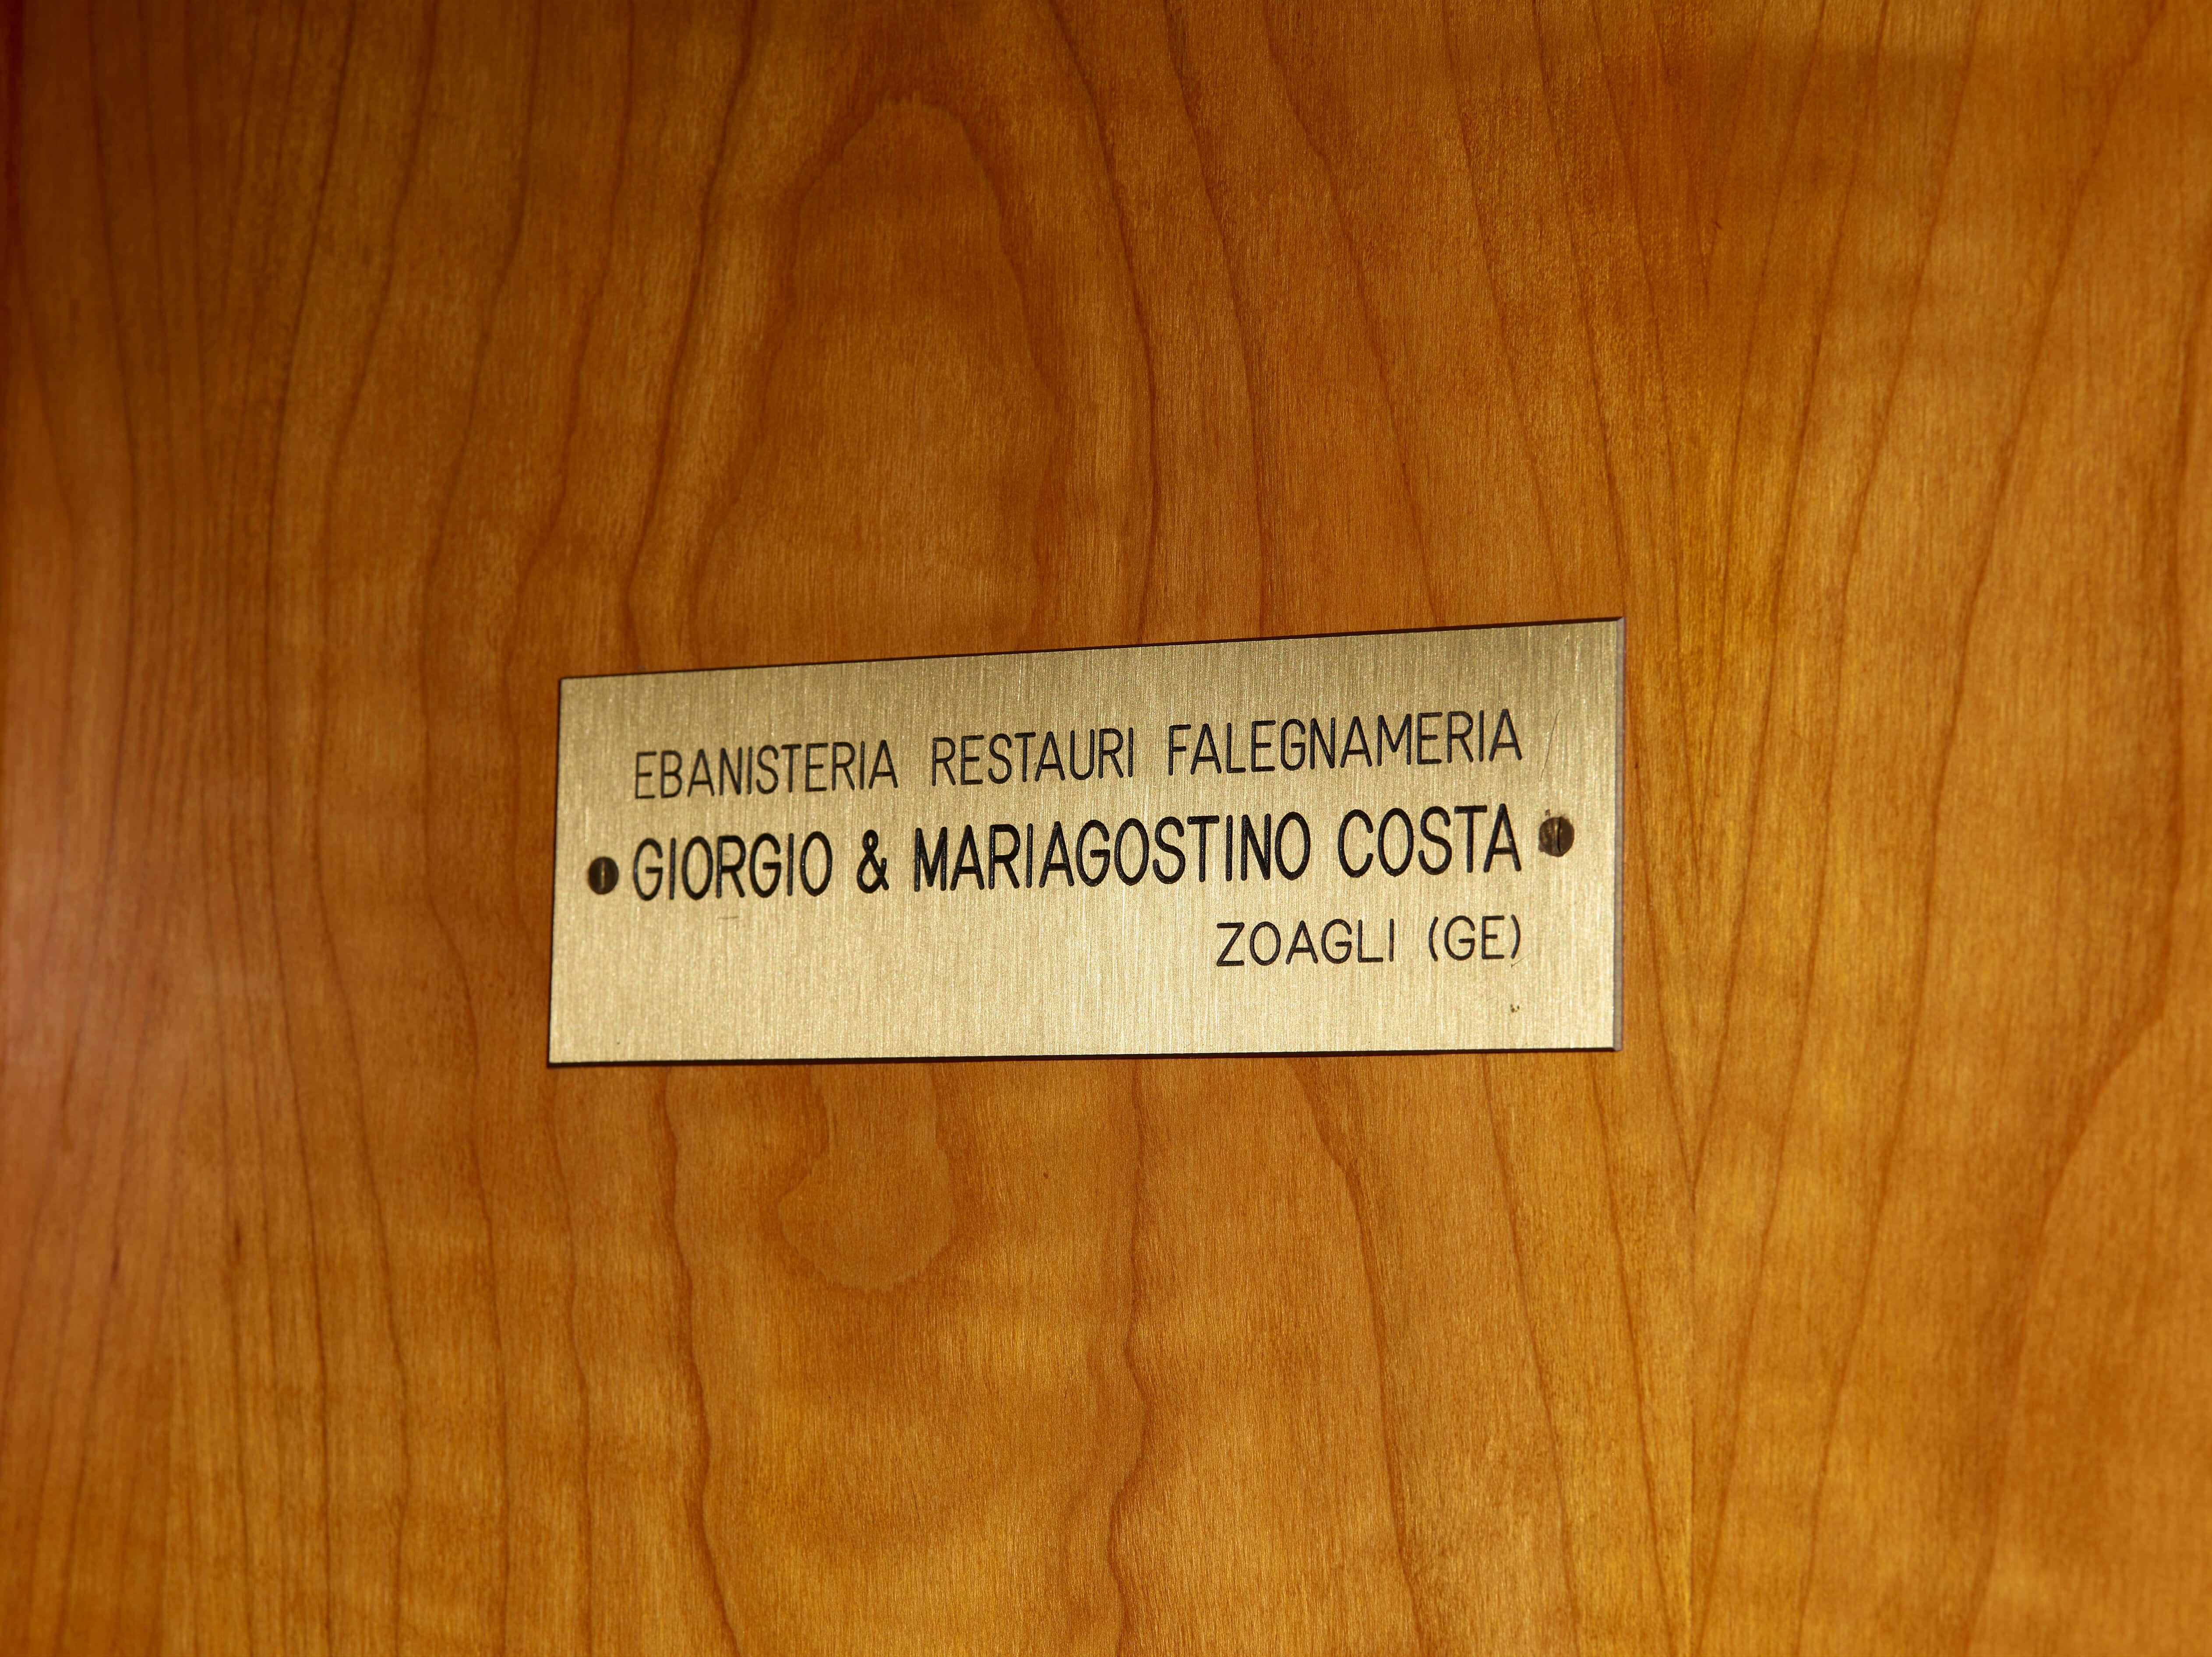 EBANISTERIA RESTAURI FALEGNAMERIA
GIORGIO & MARIAGOSTINO COSTA
ZOAGLI (GE)